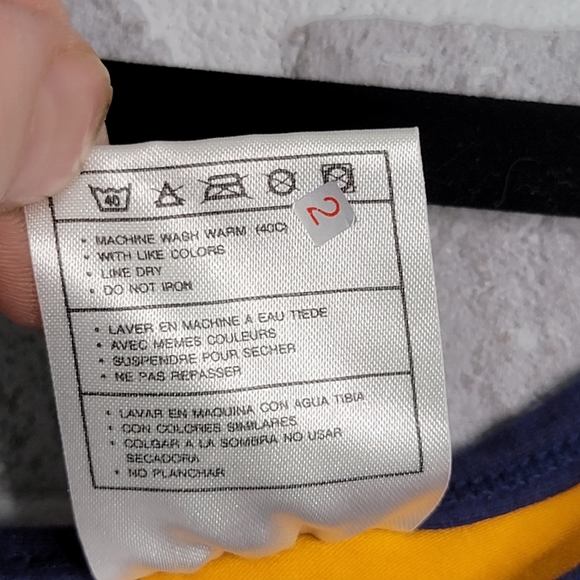 40
2
• MACHINE WASH WARM (40C)
• WITH LIKE COLORS
• LINE DRY
• DO NOT IRON
• LAVER EN MACHINE A EAU TIEDE
• AVEC MEMES COULEURS
• SUSPENDRE POUR SECHER
• NE PAS REPASSER
• LAVAR EN MAQUINA CON AGUA TIBIA
• CON COLORES SIMILARES
• COLGAR A LA SOMBRA NO USAR
SECADORA
• NO PLANCHAR